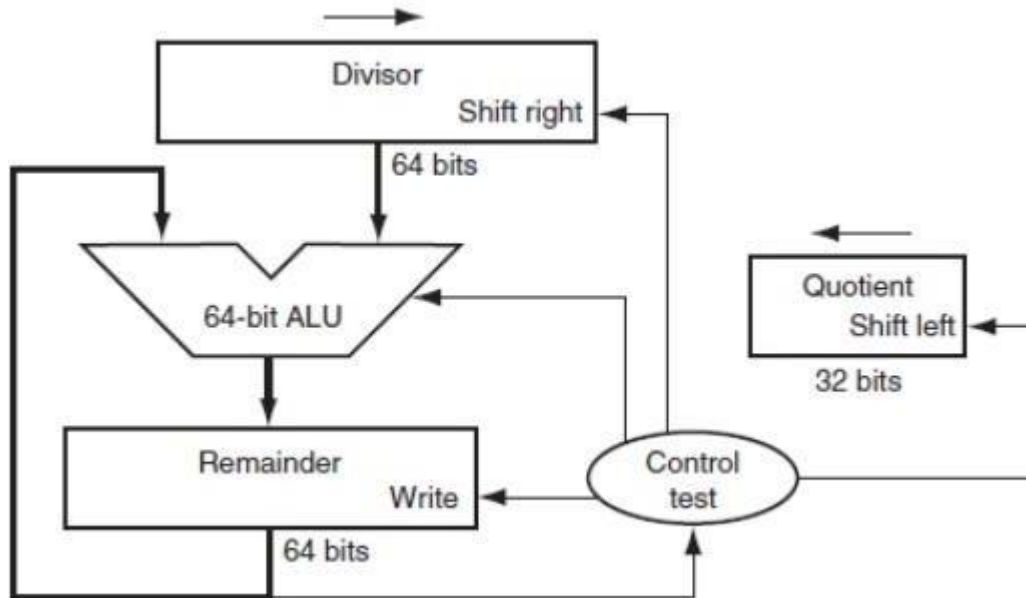 Divisor
Shift right
64 bits
64-bit ALU
Quotient
Shift left
32 bits
Remainder
Write
64 bits
Control
test